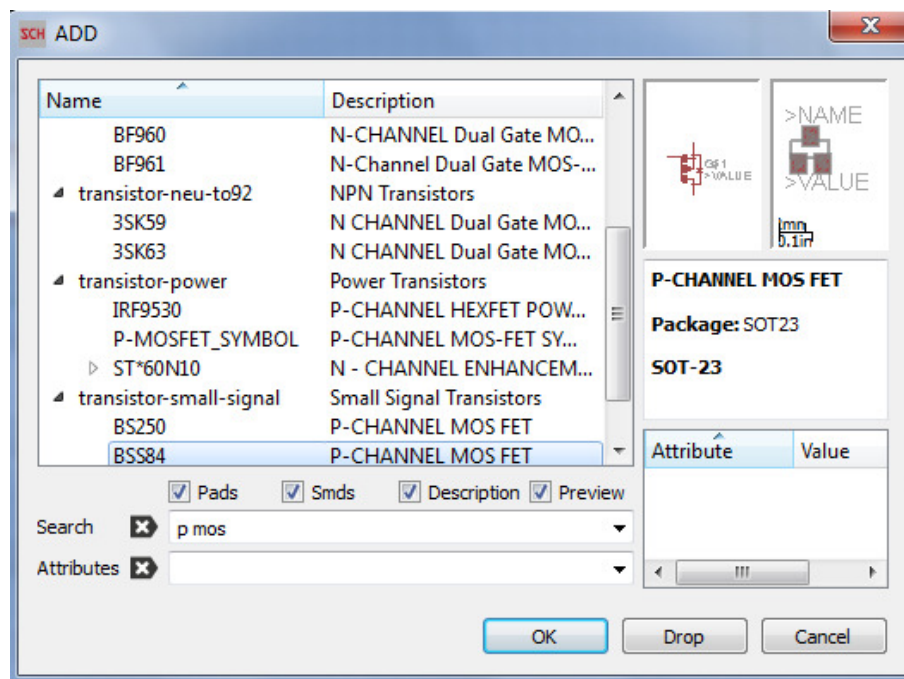 SCH ADD
Name Description
BF960 N-CHANNEL Dual Gate MO...
BF961 N-Channel Dual Gate MOS-...
transistor-neu-to92 NPN Transistors
3SK59 N CHANNEL Dual Gate MO...
3SK63 N CHANNEL Dual Gate MO...
transistor-power Power Transistors
IRF9530 P-CHANNEL HEXFET POW...
P-MOSFET_SYMBOL P-CHANNEL MOS-FET SY...
ST*60N10 N - CHANNEL ENHANCEM...
transistor-small-signal Small Signal Transistors
BS250 P-CHANNEL MOS FET
BSS84 P-CHANNEL MOS FET
Pads Smds Description Preview
Search p mos
Attributes
>VALUE
>NAME
>VALUE
0.1in
P-CHANNEL MOS FET
Package: SOT23
SOT-23
Attribute Value
OK Drop Cancel